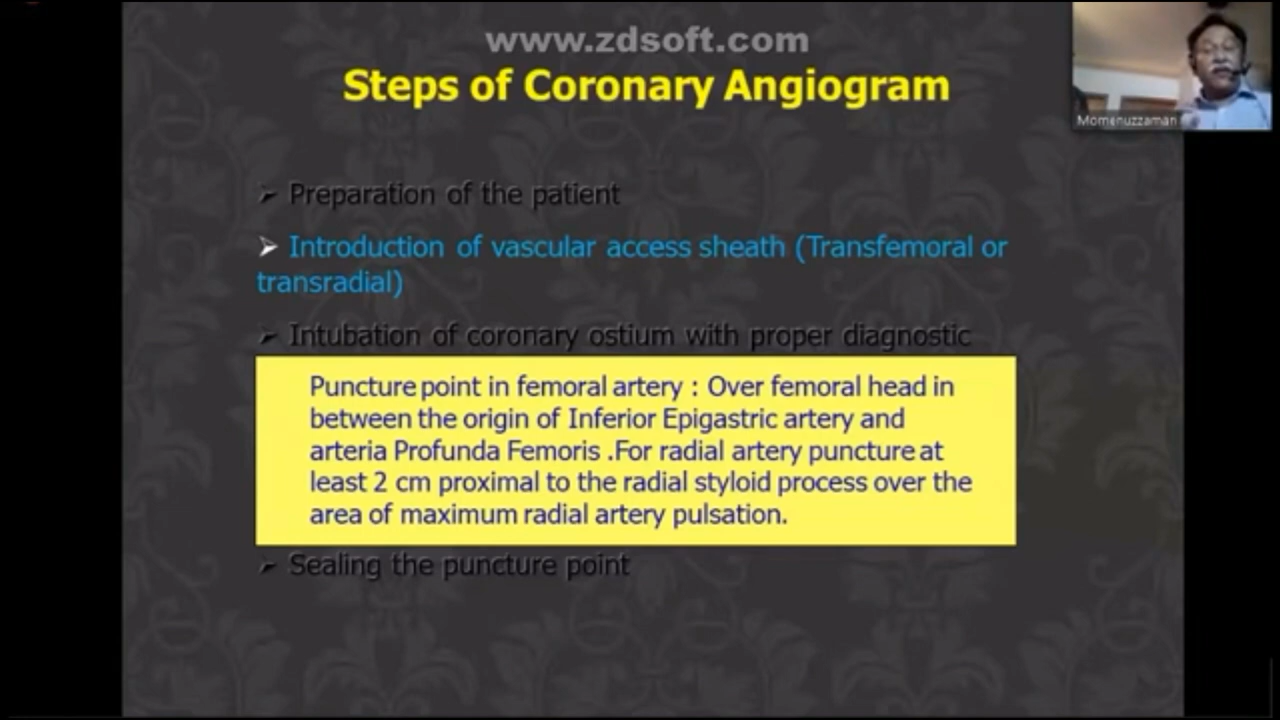 www.zdsoft.com
Steps of Coronary Angiogram
Momenuzzaman
Preparation of the patient
Introduction of vascular access sheath (Transfemoral or
transradial)
Intubation of coronary ostium with proper diagnostic
Puncture point in femoral artery : Over femoral head in
between the origin of Inferior Epigastric artery and
arteria Profunda Femoris .For radial artery puncture at
least 2 cm proximal to the radial styloid process over the
area of maximum radial artery pulsation.
Sealing the puncture point